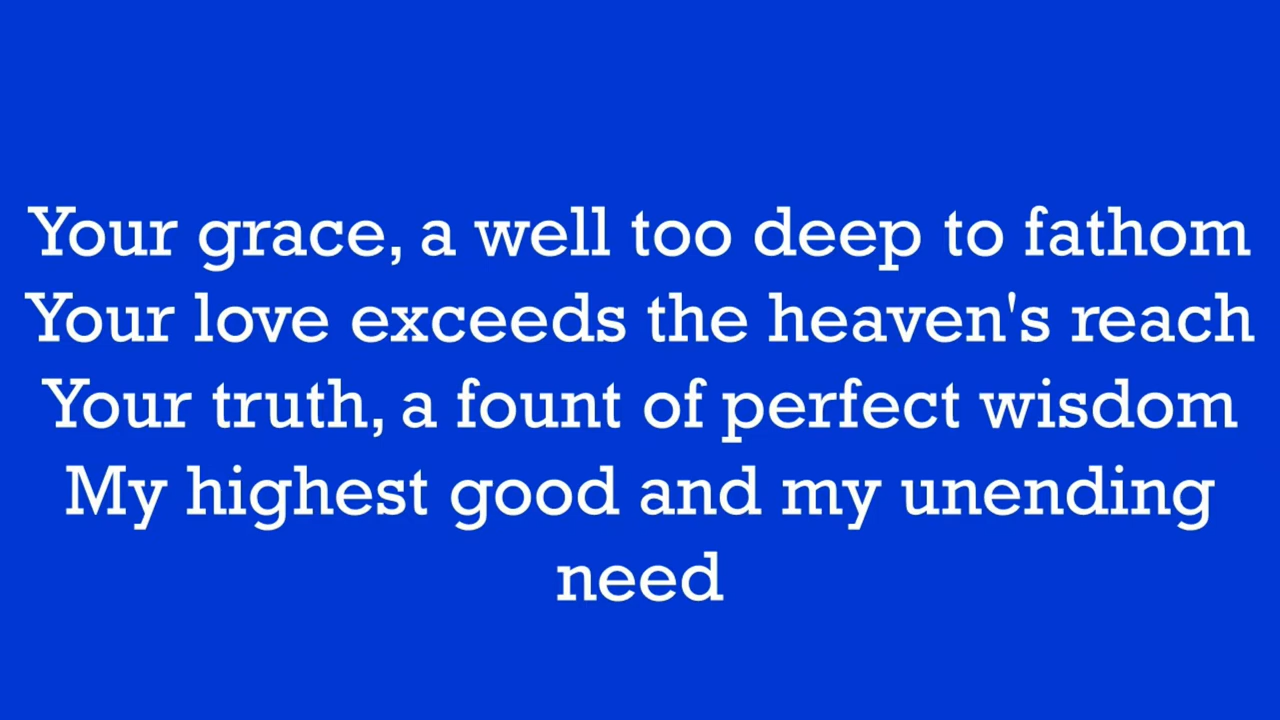 Your grace, a well too deep to fathom
Your love exceeds the heaven's reach
Your truth, a fount of perfect wisdom
My highest good and my unending
need